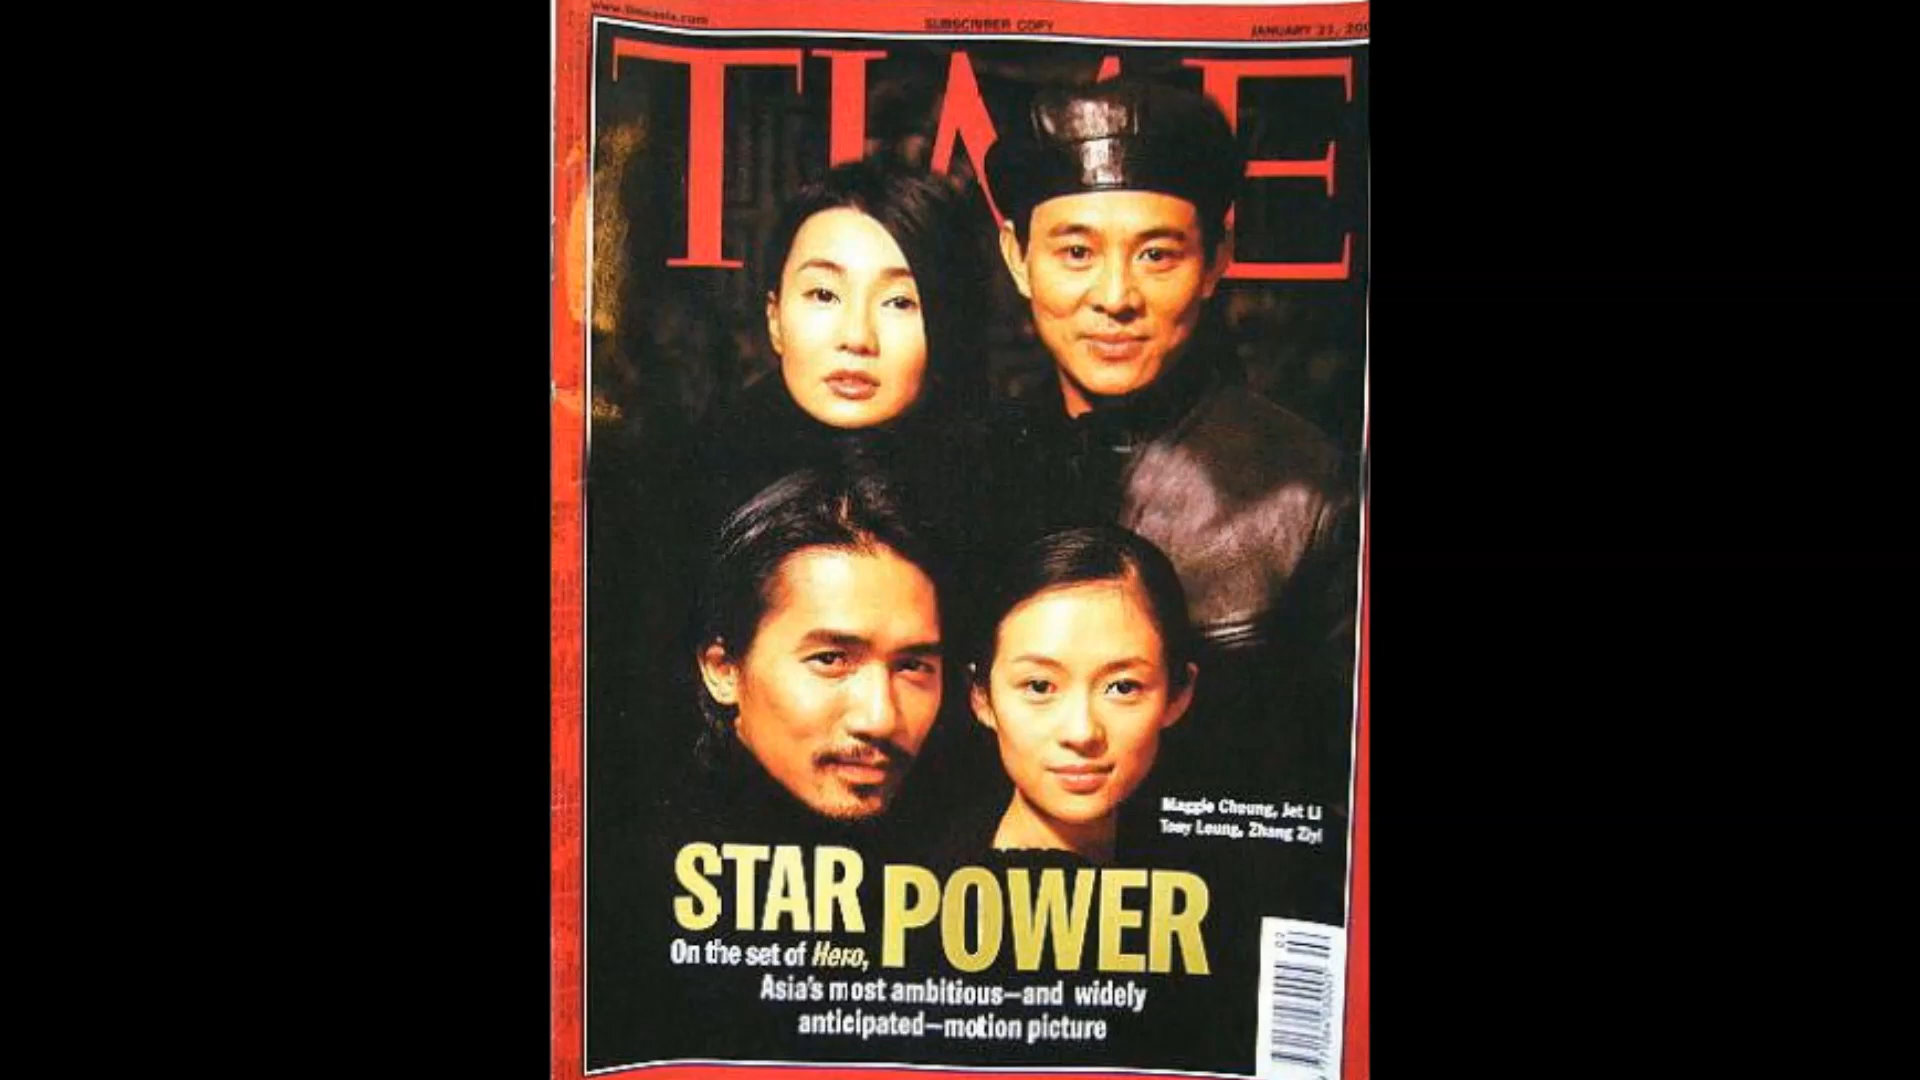 www.timeasia.com
SUBSCRIBER COPY
JANUARY 21, 200
TIME
Maggie Cheung, Jet Li
Tony Leung, Zhang Ziyi
STAR POWER
On the set of Hero,
Asia's most ambitious—and widely
anticipated—motion picture